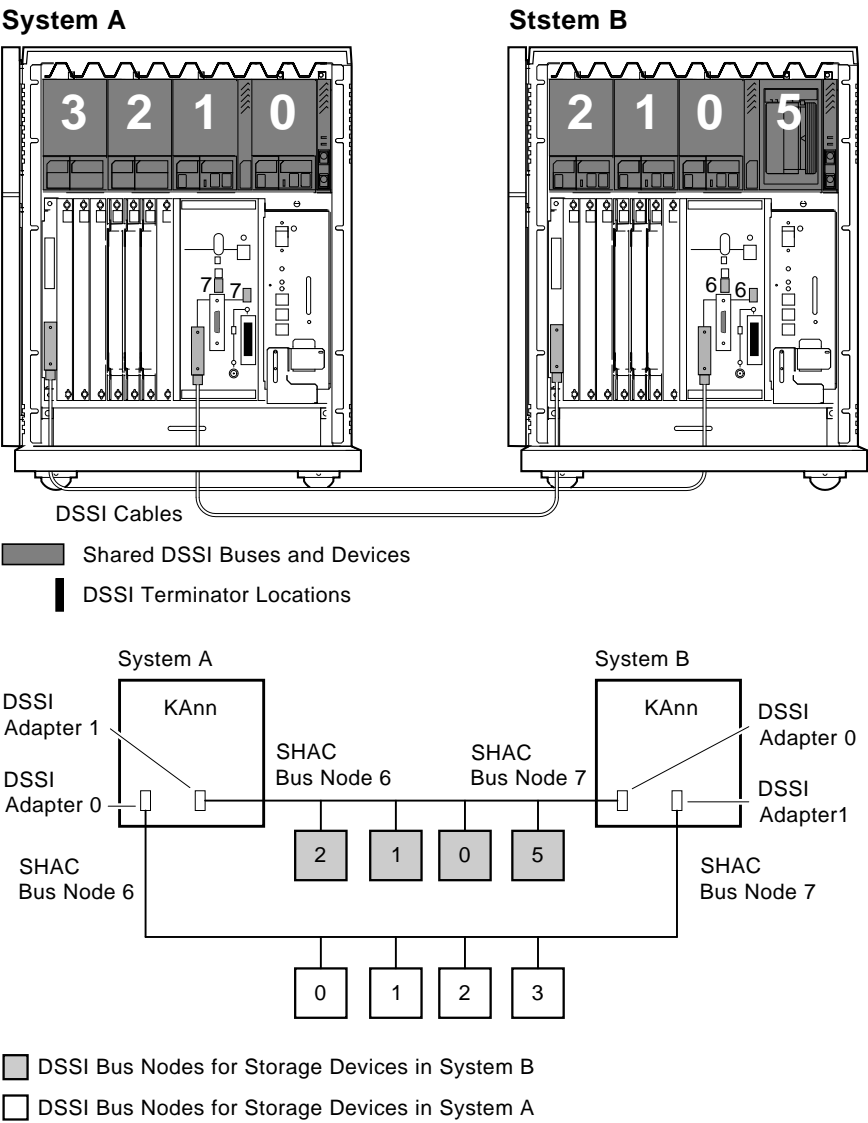 System A
Ststem B
3 2 1 0
2 1 0 5
7 7
6 6
DSSI Cables
Shared DSSI Buses and Devices
DSSI Terminator Locations
System A
System B
DSSI
Adapter 1
KAnn
KAnn
DSSI
Adapter 0
SHAC
Bus Node 6
SHAC
Bus Node 7
DSSI
Adapter 0
DSSI
Adapter1
2 1 0 5
SHAC
Bus Node 6
SHAC
Bus Node 7
0 1 2 3
DSSI Bus Nodes for Storage Devices in System B
DSSI Bus Nodes for Storage Devices in System A